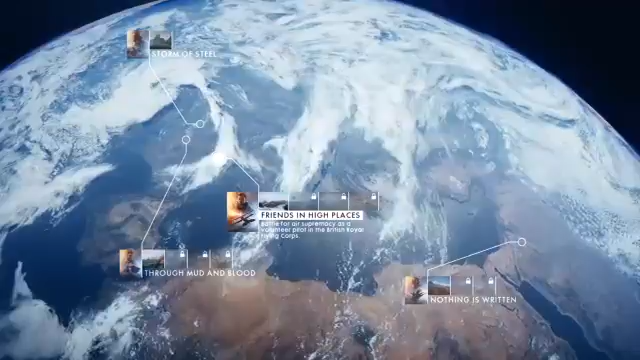 STORM OF STEEL
FRIENDS IN HIGH PLACES
Battle for air supremacy as a
volunteer pilot in the British Royal
Flying Corps.
THROUGH MUD AND BLOOD
NOTHING IS WRITTEN